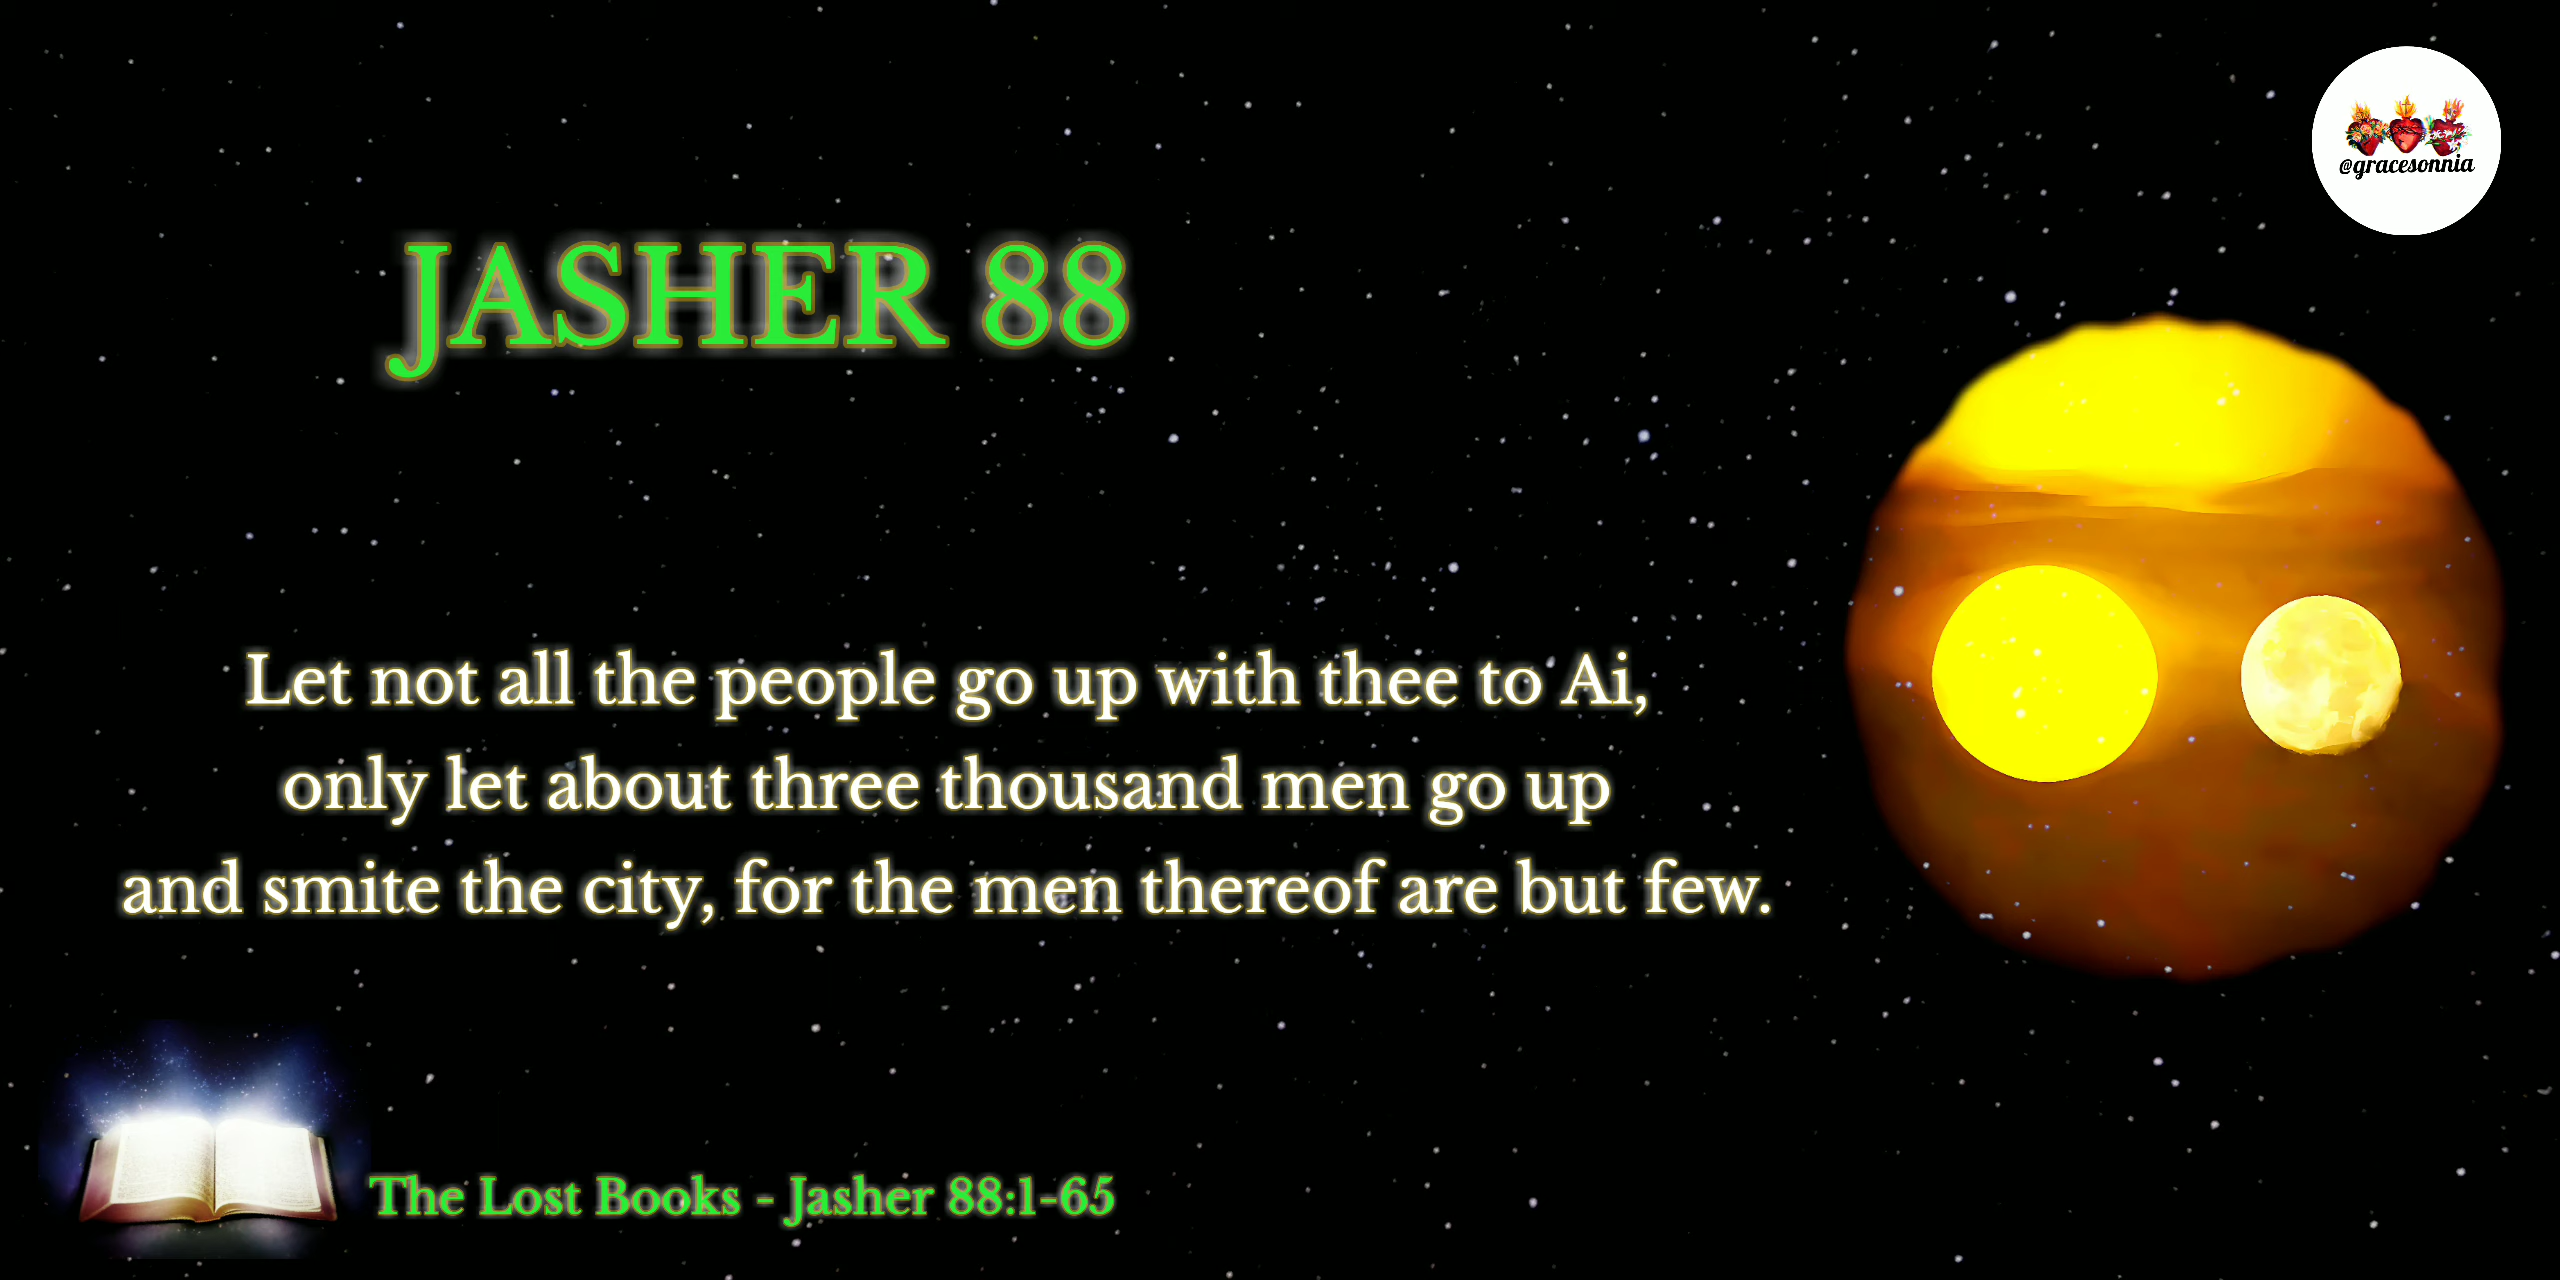 @gracesonnia
JASHER 88
Let not all the people go up with thee to Ai,
only let about three thousand men go up
and smite the city, for the men thereof are but few.
The Lost Books - Jasher 88:1-65